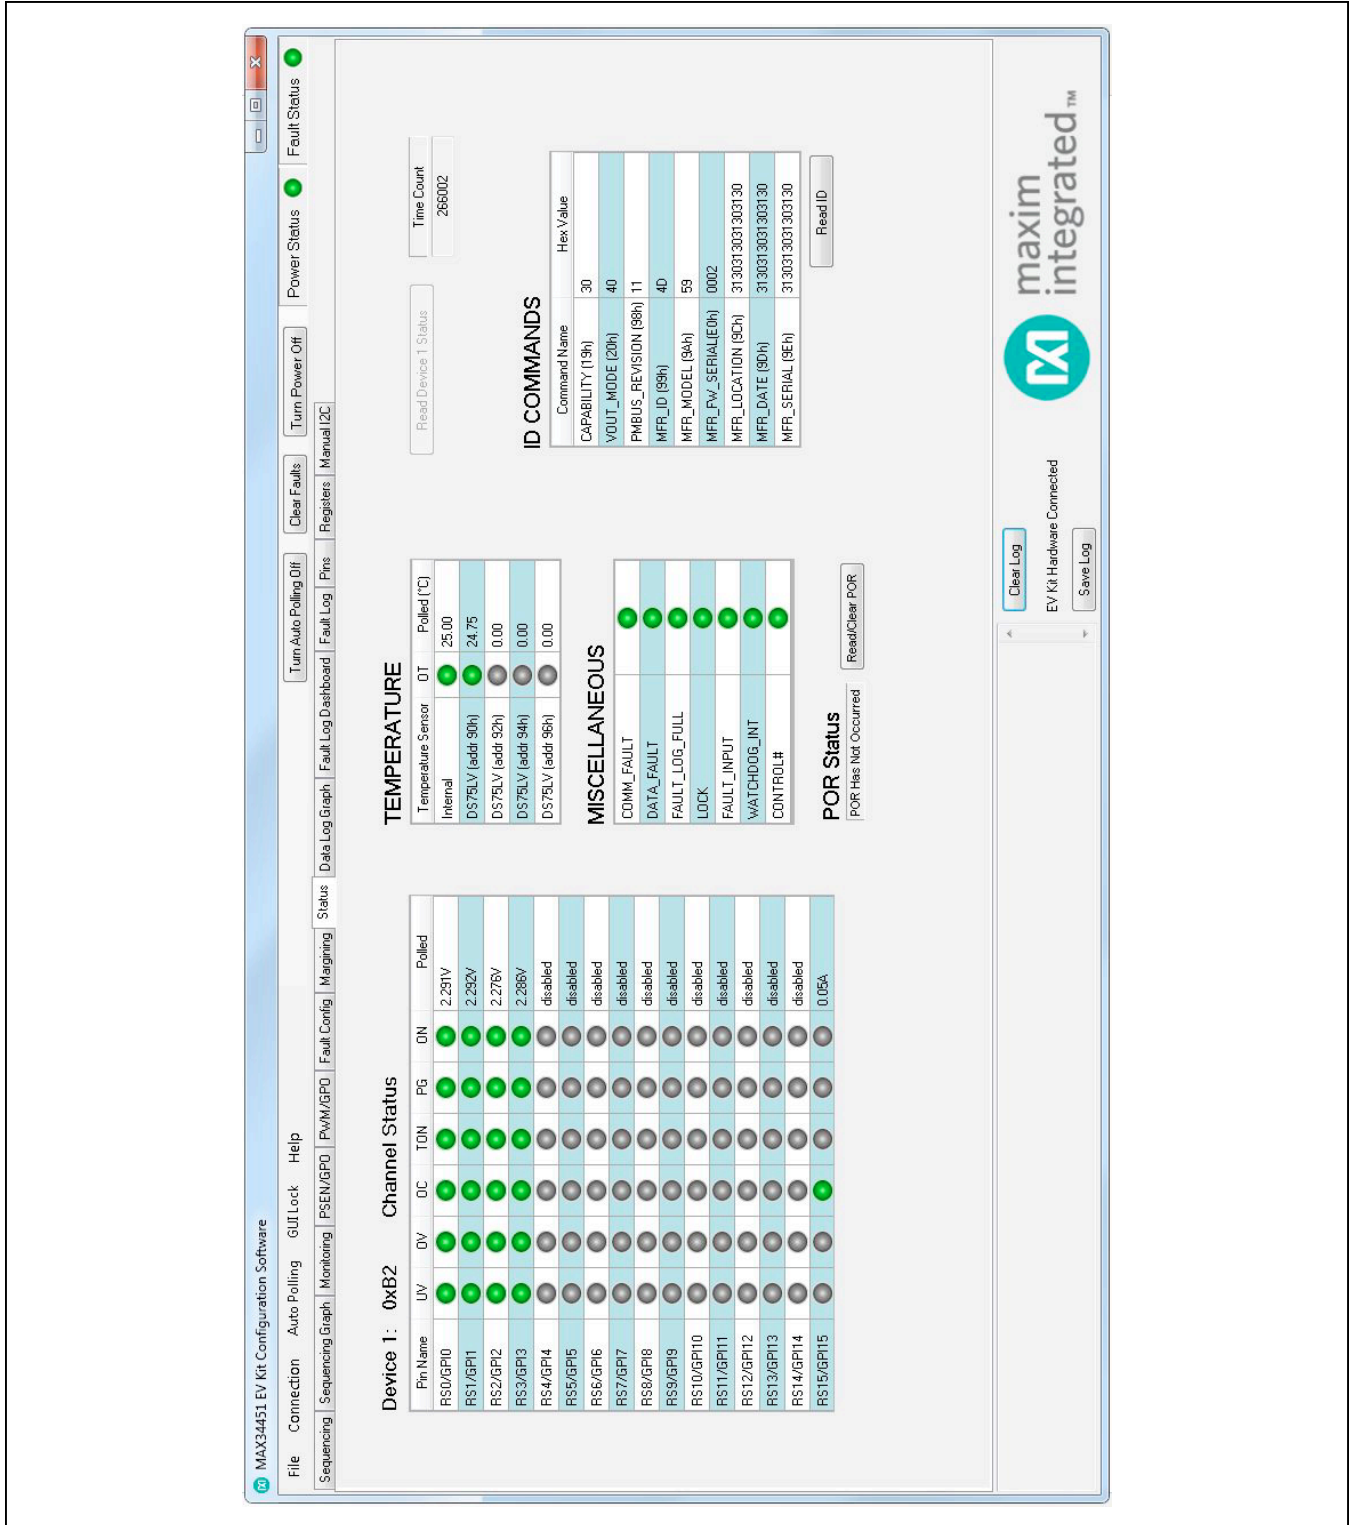 MAX34451 EV Kit Configuration Software
File Connection Auto Polling GUI Lock Help Turn Auto Polling Off Clear Faults Turn Power Off Power Status Fault Status
Sequencing Sequencing Graph Monitoring PSEN/GPO PWM/GPO Fault Config Margining Status Data Log Graph Fault Log Dashboard Fault Log Pins Registers Manual I2C
Device 1: 0xB2 Channel Status
Pin Name UV OV OC TON PG ON Polled
RS0/GPI0 2.291V
RS1/GPI1 2.292V
RS2/GPI2 2.276V
RS3/GPI3 2.286V
RS4/GPI4 disabled
RS5/GPI5 disabled
RS6/GPI6 disabled
RS7/GPI7 disabled
RS8/GPI8 disabled
RS9/GPI9 disabled
RS10/GPI10 disabled
RS11/GPI11 disabled
RS12/GPI12 disabled
RS13/GPI13 disabled
RS14/GPI14 disabled
RS15/GPI15 0.05A
TEMPERATURE
Temperature Sensor OT Polled (°C)
Internal 25.00
DS75LV (addr 90h) 24.75
DS75LV (addr 92h) 0.00
DS75LV (addr 94h) 0.00
DS75LV (addr 96h) 0.00
MISCELLANEOUS
COMM_FAULT
DATA_FAULT
FAULT_LOG_FULL
LOCK
FAULT_INPUT
WATCHDOG_INT
CONTROL#
POR Status
POR Has Not Occurred Read/Clear POR
Read Device 1 Status
Time Count
266002
ID COMMANDS
Command Name Hex Value
CAPABILITY (19h) 30
VOUT_MODE (20h) 40
PMBUS_REVISION (98h) 11
MFR_ID (99h) 4D
MFR_MODEL (9Ah) 59
MFR_FW_SERIAL(E0h) 0002
MFR_LOCATION (9Ch) 3130313031303130
MFR_DATE (9Dh) 3130313031303130
MFR_SERIAL (9Eh) 3130313031303130
Read ID
Clear Log
EV Kit Hardware Connected
Save Log
maxim
integrated™